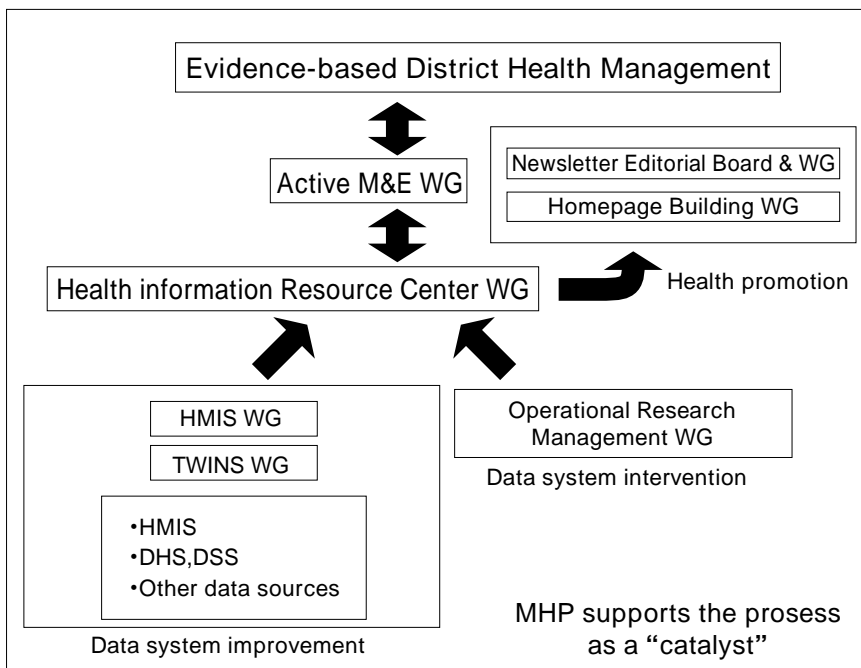 Evidence-based District Health Management
Newsletter Editorial Board & WG
Active M&E WG
Homepage Building WG
Health information Resource Center WG
Health promotion
HMIS WG
TWINS WG
•HMIS
•DHS,DSS
•Other data sources
Data system improvement
Operational Research
Management WG
Data system intervention
MHP supports the prosess
as a “catalyst”